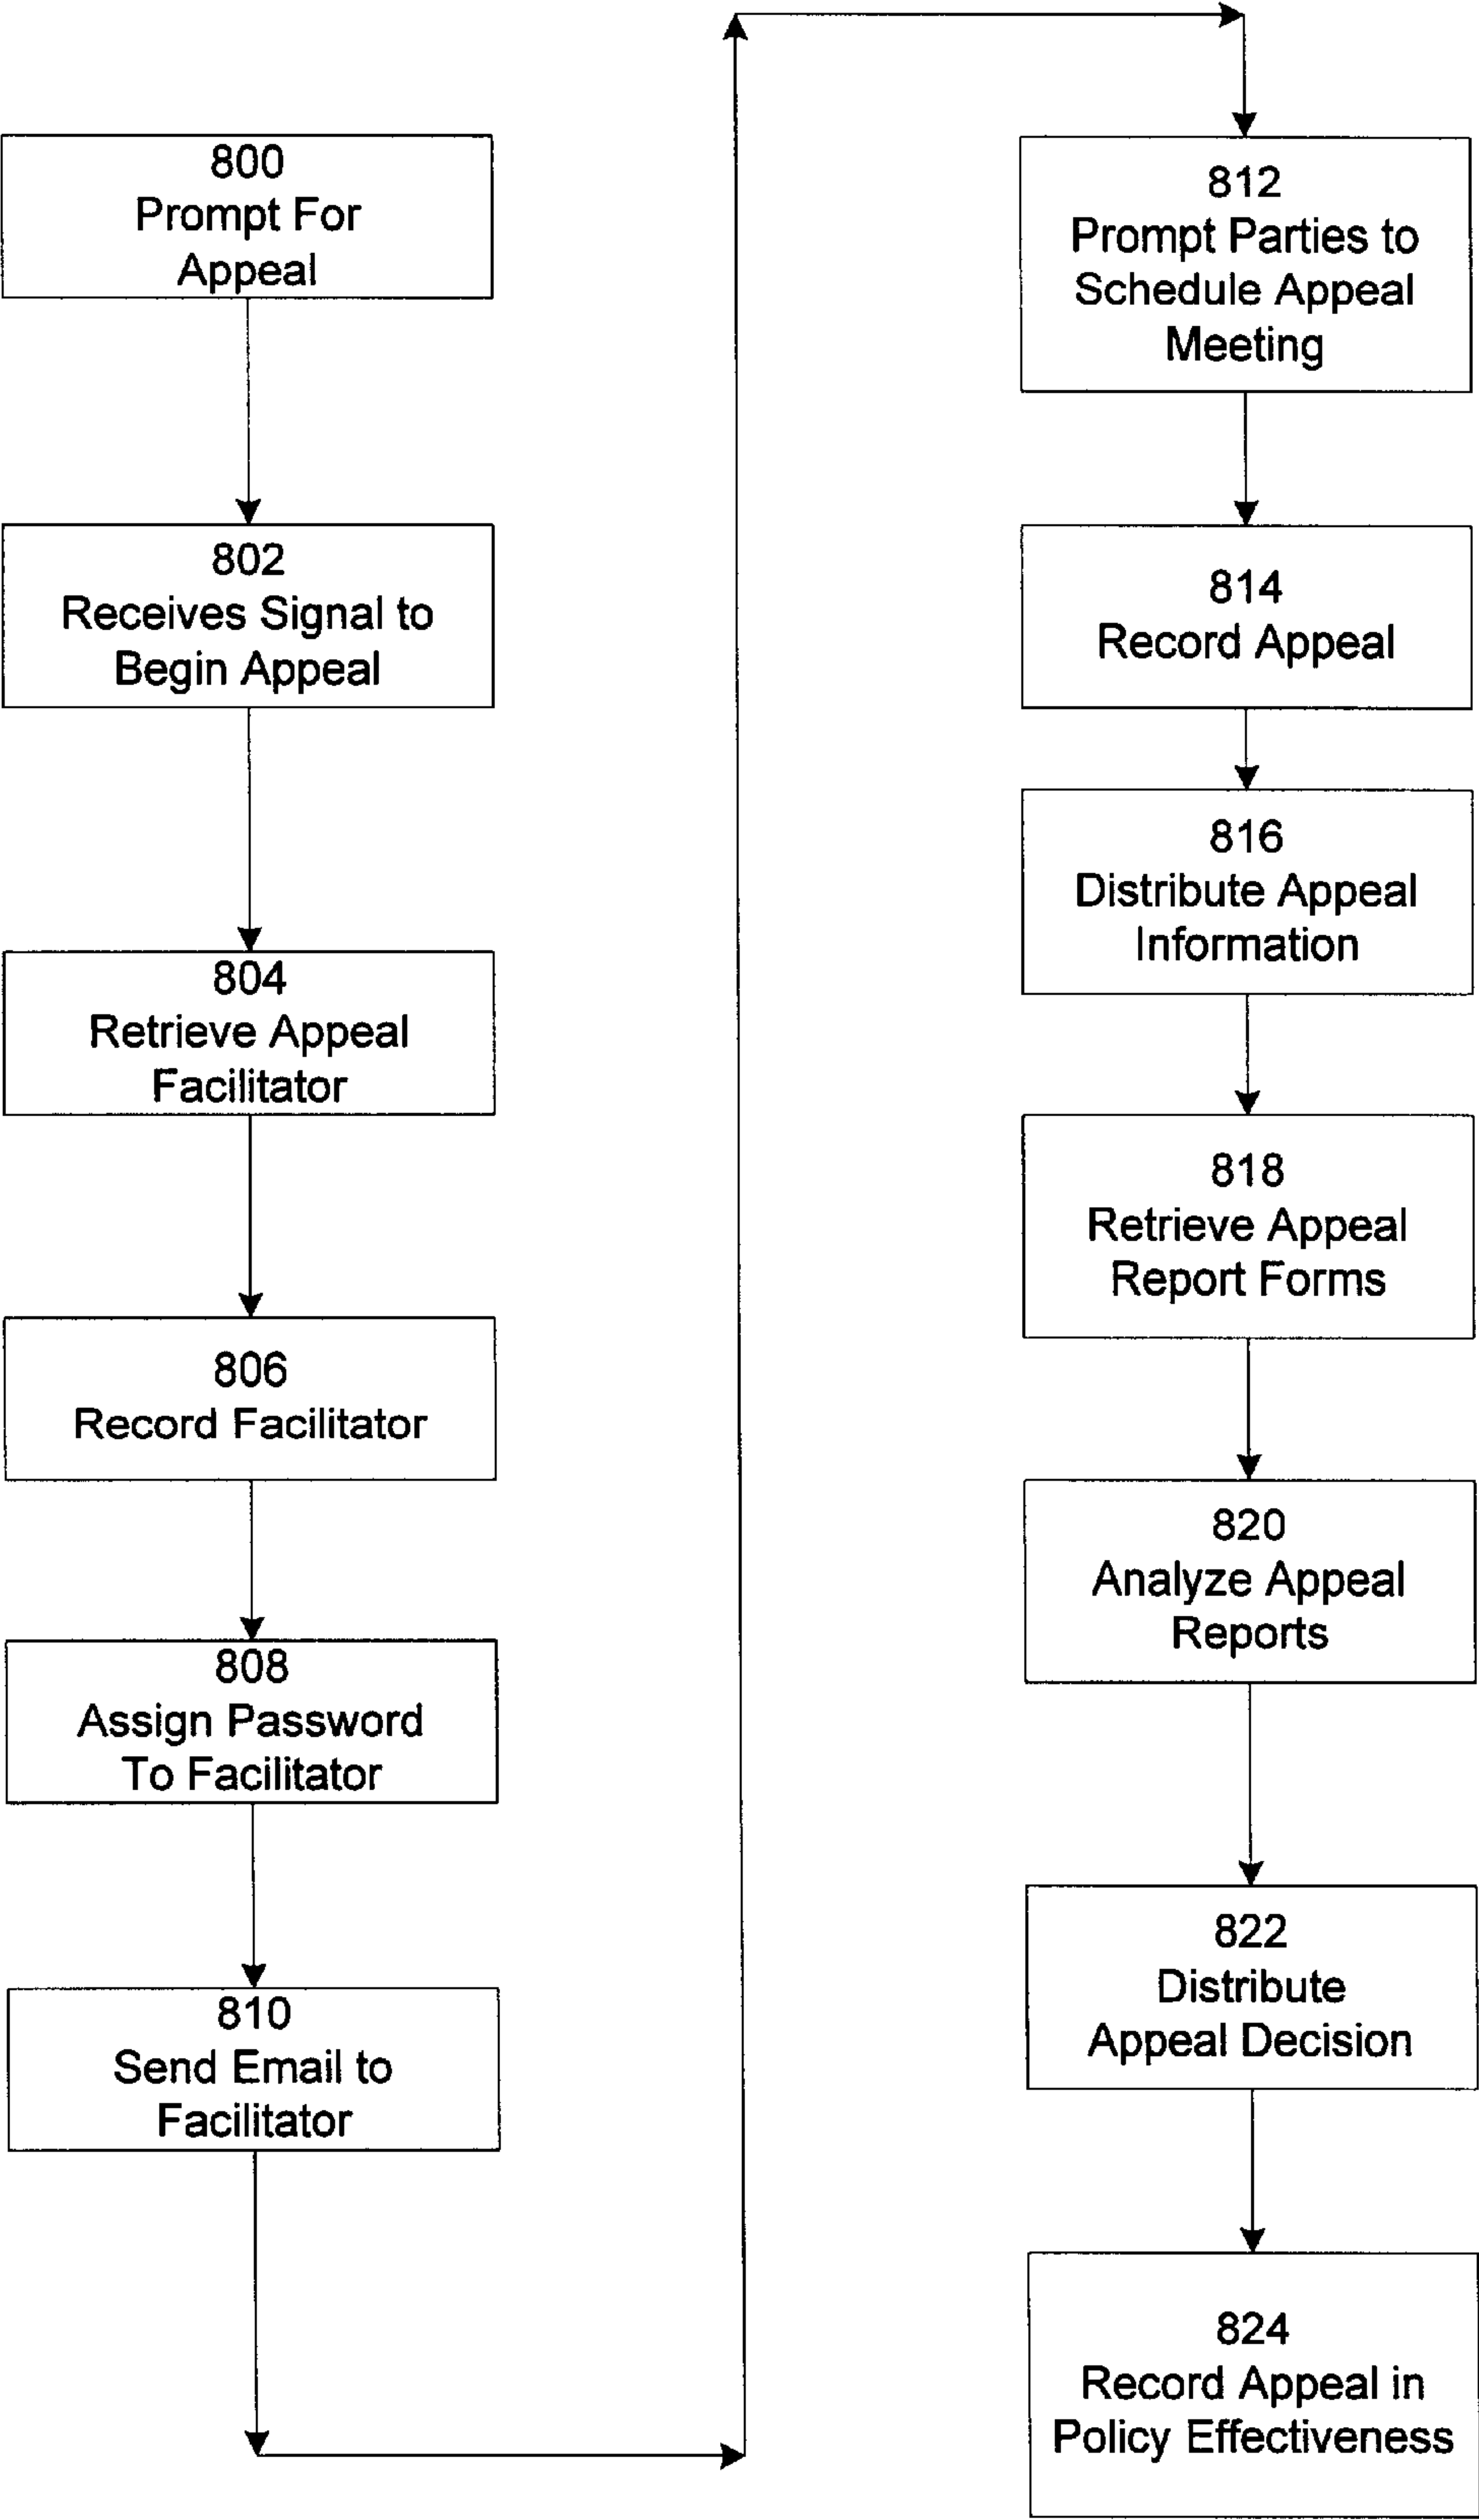 800
Prompt For
Appeal
802
Receives Signal to
Begin Appeal
804
Retrieve Appeal
Facilitator
806
Record Facilitator
808
Assign Password
To Facilitator
810
Send Email to
Facilitator
812
Prompt Parties to
Schedule Appeal
Meeting
814
Record Appeal
816
Distribute Appeal
Information
818
Retrieve Appeal
Report Forms
820
Analyze Appeal
Reports
822
Distribute
Appeal Decision
824
Record Appeal in
Policy Effectiveness